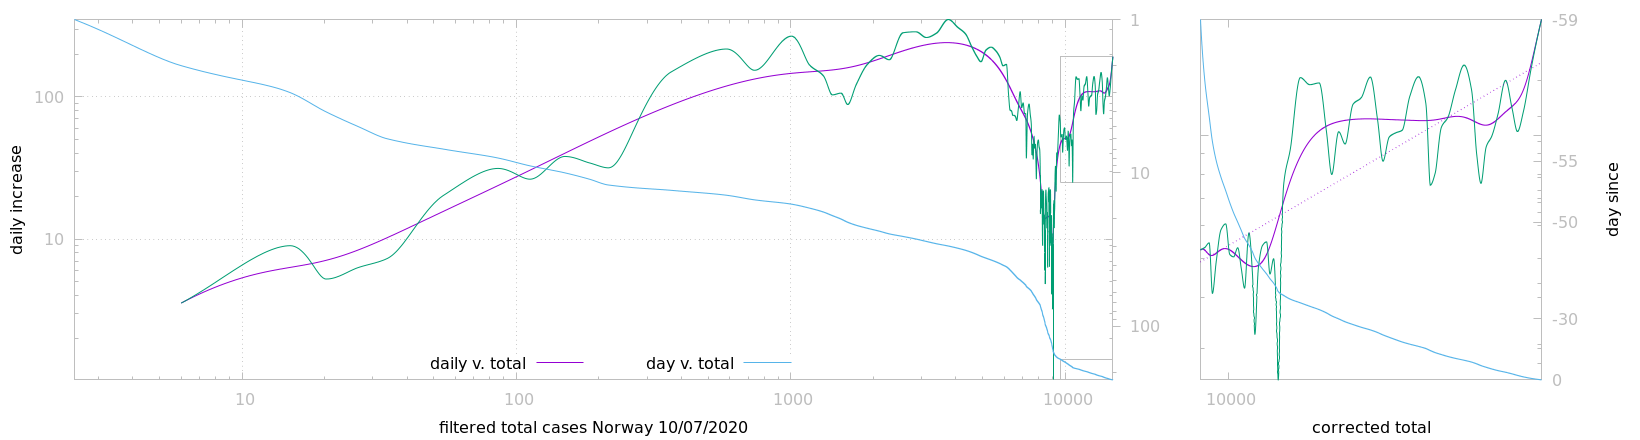 daily increase
100
10
1
10
100
daily v. total
day v. total
10
100
1000
10000
filtered total cases Norway 10/07/2020
-59
-55
-50
-30
0
day since
10000
corrected total